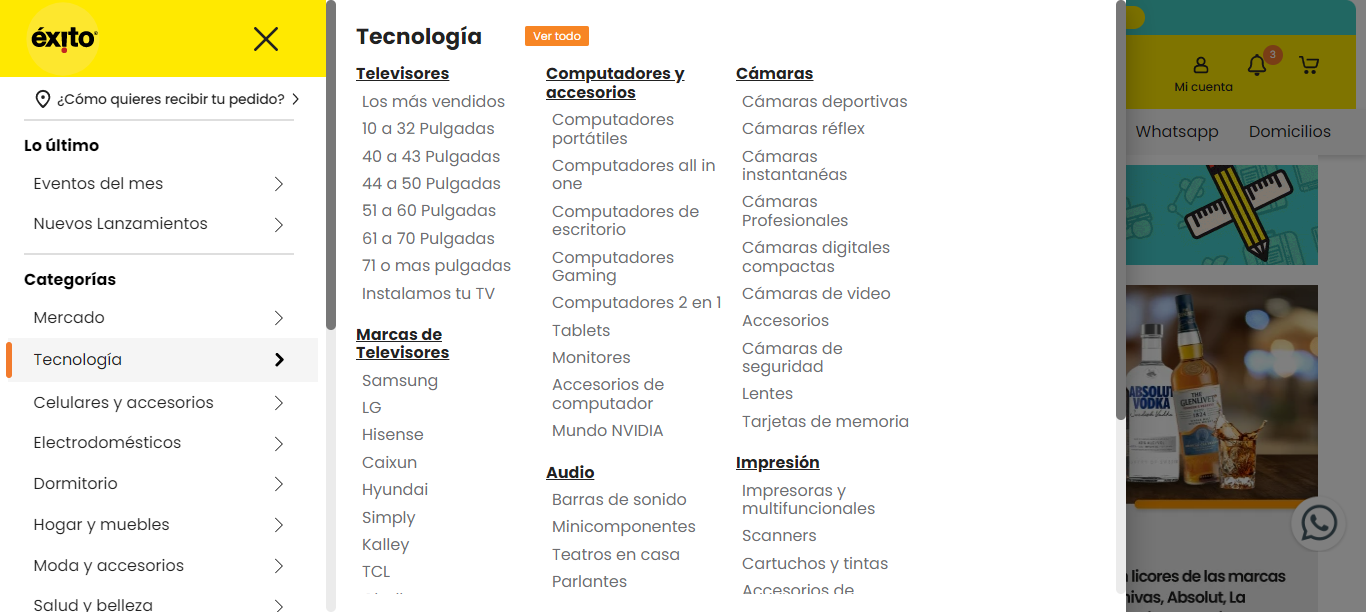 éxito
¿Cómo quieres recibir tu pedido?
Lo último
Eventos del mes
Nuevos Lanzamientos
Categorías
Mercado
Tecnología
Celulares y accesorios
Electrodomésticos
Dormitorio
Hogar y muebles
Moda y accesorios
Salud y belleza
Tecnología
Ver todo
Televisores
Los más vendidos
10 a 32 Pulgadas
40 a 43 Pulgadas
44 a 50 Pulgadas
51 a 60 Pulgadas
61 a 70 Pulgadas
71 o mas pulgadas
Instalamos tu TV
Marcas de
Televisores
Samsung
LG
Hisense
Caixun
Hyundai
Simply
Kalley
TCL
Computadores y
accesorios
Computadores
portátiles
Computadores all in
one
Computadores de
escritorio
Computadores
Gaming
Computadores 2 en 1
Tablets
Monitores
Accesorios de
computador
Mundo NVIDIA
Audio
Barras de sonido
Minicomponentes
Teatros en casa
Parlantes
Cámaras
Cámaras deportivas
Cámaras réflex
Cámaras
instantanéas
Cámaras
Profesionales
Cámaras digitales
compactas
Cámaras de video
Accesorios
Cámaras de
seguridad
Lentes
Tarjetas de memoria
Impresión
Impresoras y
multifuncionales
Scanners
Cartuchos y tintas
Accesorios de
3
Mi cuenta
Whatsapp
Domicilios
ABSOLUT
VODKA
THE
GLENLIVET
1824
licores de las marcas
hivas, Absolut, La